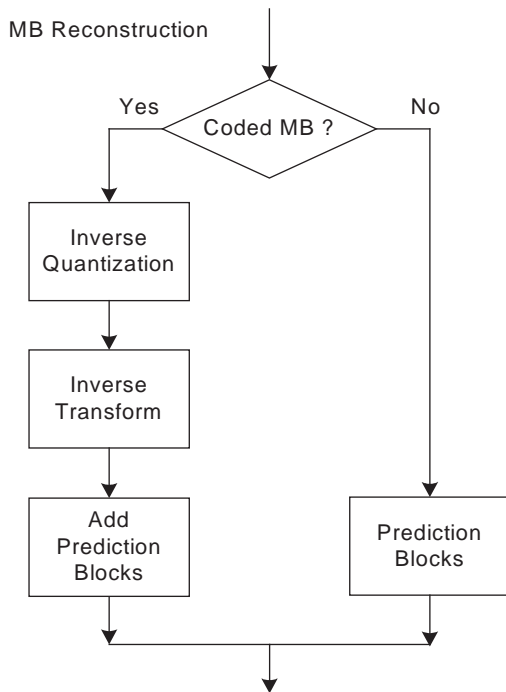 MB Reconstruction
Yes
No
Coded MB ?
Inverse
Quantization
Inverse
Transform
Add
Prediction
Blocks
Prediction
Blocks